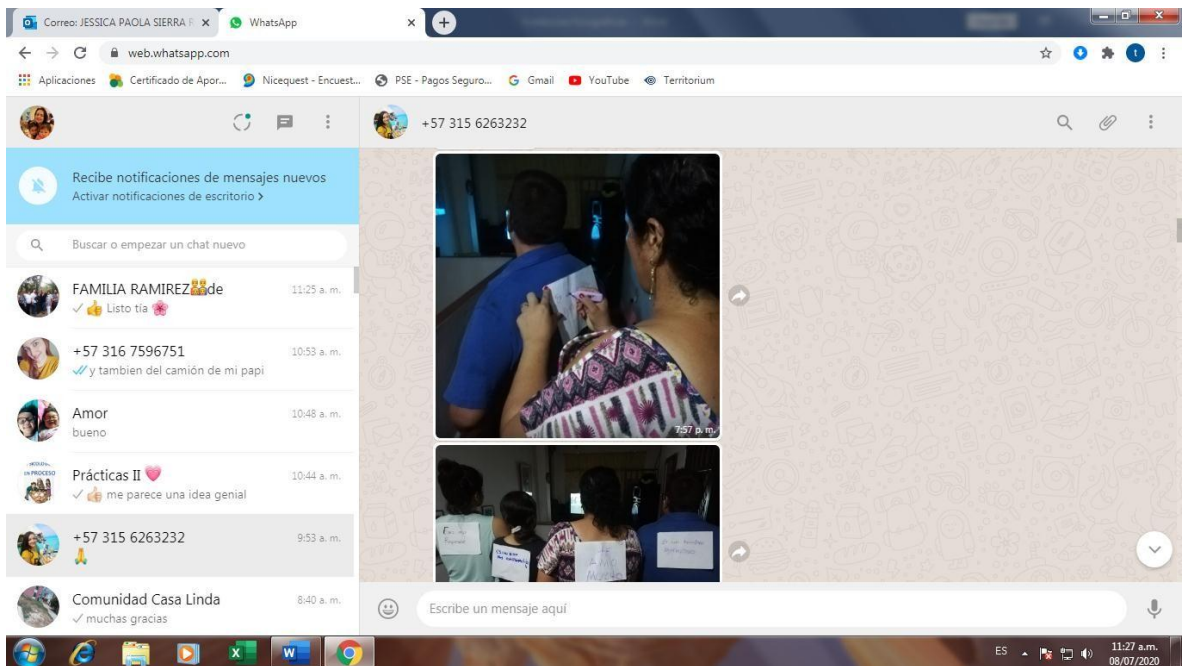 Correo: JESSICA PAOLA SIERRA R
WhatsApp
web.whatsapp.com
Aplicaciones
Certificado de Apor...
Nicequest - Encuest...
PSE - Pagos Seguro...
Gmail
YouTube
Territorium
+57 315 6263232
Recibe notificaciones de mensajes nuevos
Activar notificaciones de escritorio >
Buscar o empezar un chat nuevo
FAMILIA RAMIREZ👨‍👩‍👧‍👦de 11:25 a. m.
✓👍 Listo tía 🌸
+57 316 7596751 10:53 a. m.
✓✓ y tambien del camión de mi papi
Amor 10:48 a. m.
bueno
Prácticas II 💗 10:44 a. m.
✓👍🏻 me parece una idea genial
+57 315 6263232 9:53 a. m.
🙏
Comunidad Casa Linda 8:40 a. m.
✓ muchas gracias
7:57 p. m.
Escribe un mensaje aquí
ES
11:27 a.m.
08/07/2020